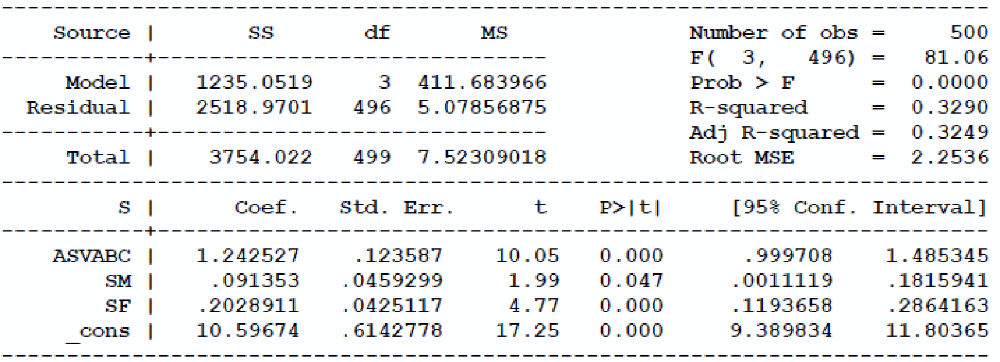 ------------------------------------------------------------------------------
    Source |       SS       df       MS              Number of obs =     500
-----------+------------------------------           F(  3,   496) =   81.06
     Model |   1235.0519     3  411.683966           Prob > F      =  0.0000
  Residual |   2518.9701   496  5.07856875           R-squared     =  0.3290
-----------+------------------------------           Adj R-squared =  0.3249
     Total |    3754.022   499  7.52309018           Root MSE      =  2.2536
------------------------------------------------------------------------------
         S |      Coef.   Std. Err.      t    P>|t|     [95% Conf. Interval]
-----------+------------------------------------------------------------------
    ASVABC |   1.242527    .123587    10.05   0.000      .999708    1.485345
        SM |    .091353   .0459299     1.99   0.047     .0011119    .1815941
        SF |   .2028911   .0425117     4.77   0.000     .1193658    .2864163
     _cons |   10.59674   .6142778    17.25   0.000     9.389834    11.80365
------------------------------------------------------------------------------